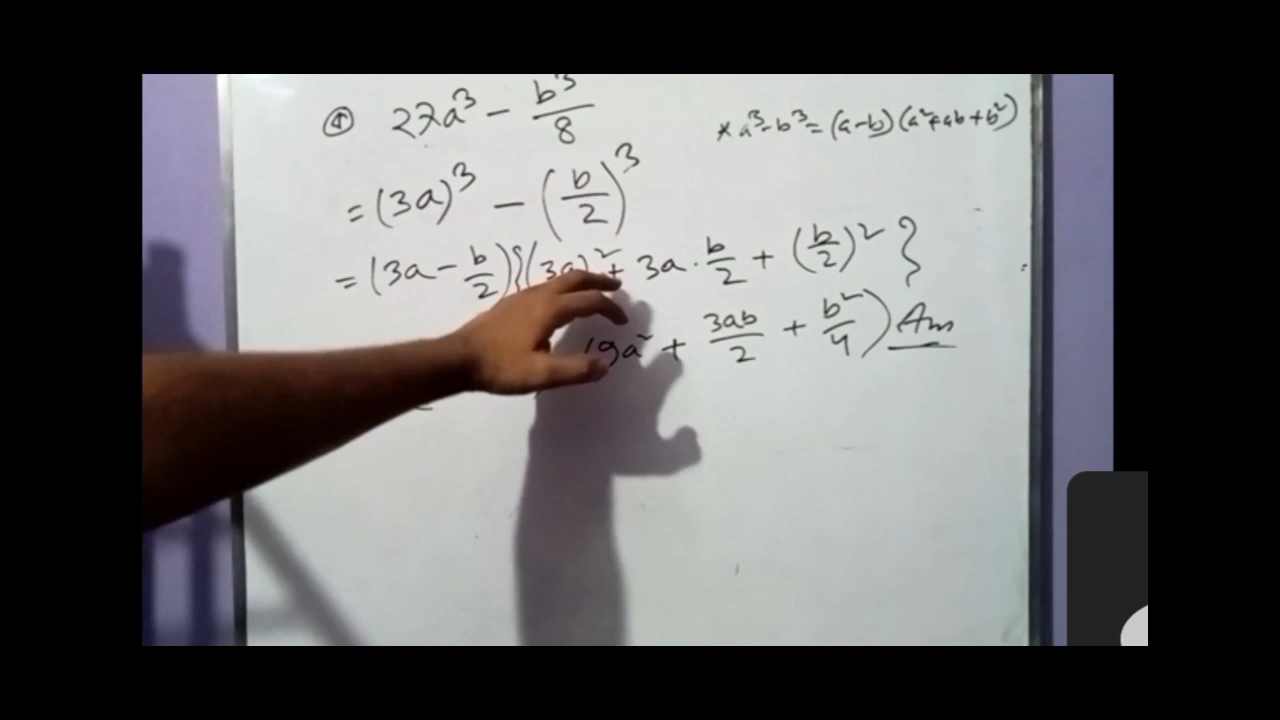 ④ 27a³ - b³/8
* a³-b³ = (a-b)(a²+ab+b²)
= (3a)³ - (b/2)³
= (3a - b/2){(3a)² + 3a · b/2 + (b/2)²}
(9a² + 3ab/2 + b²/4) Ans